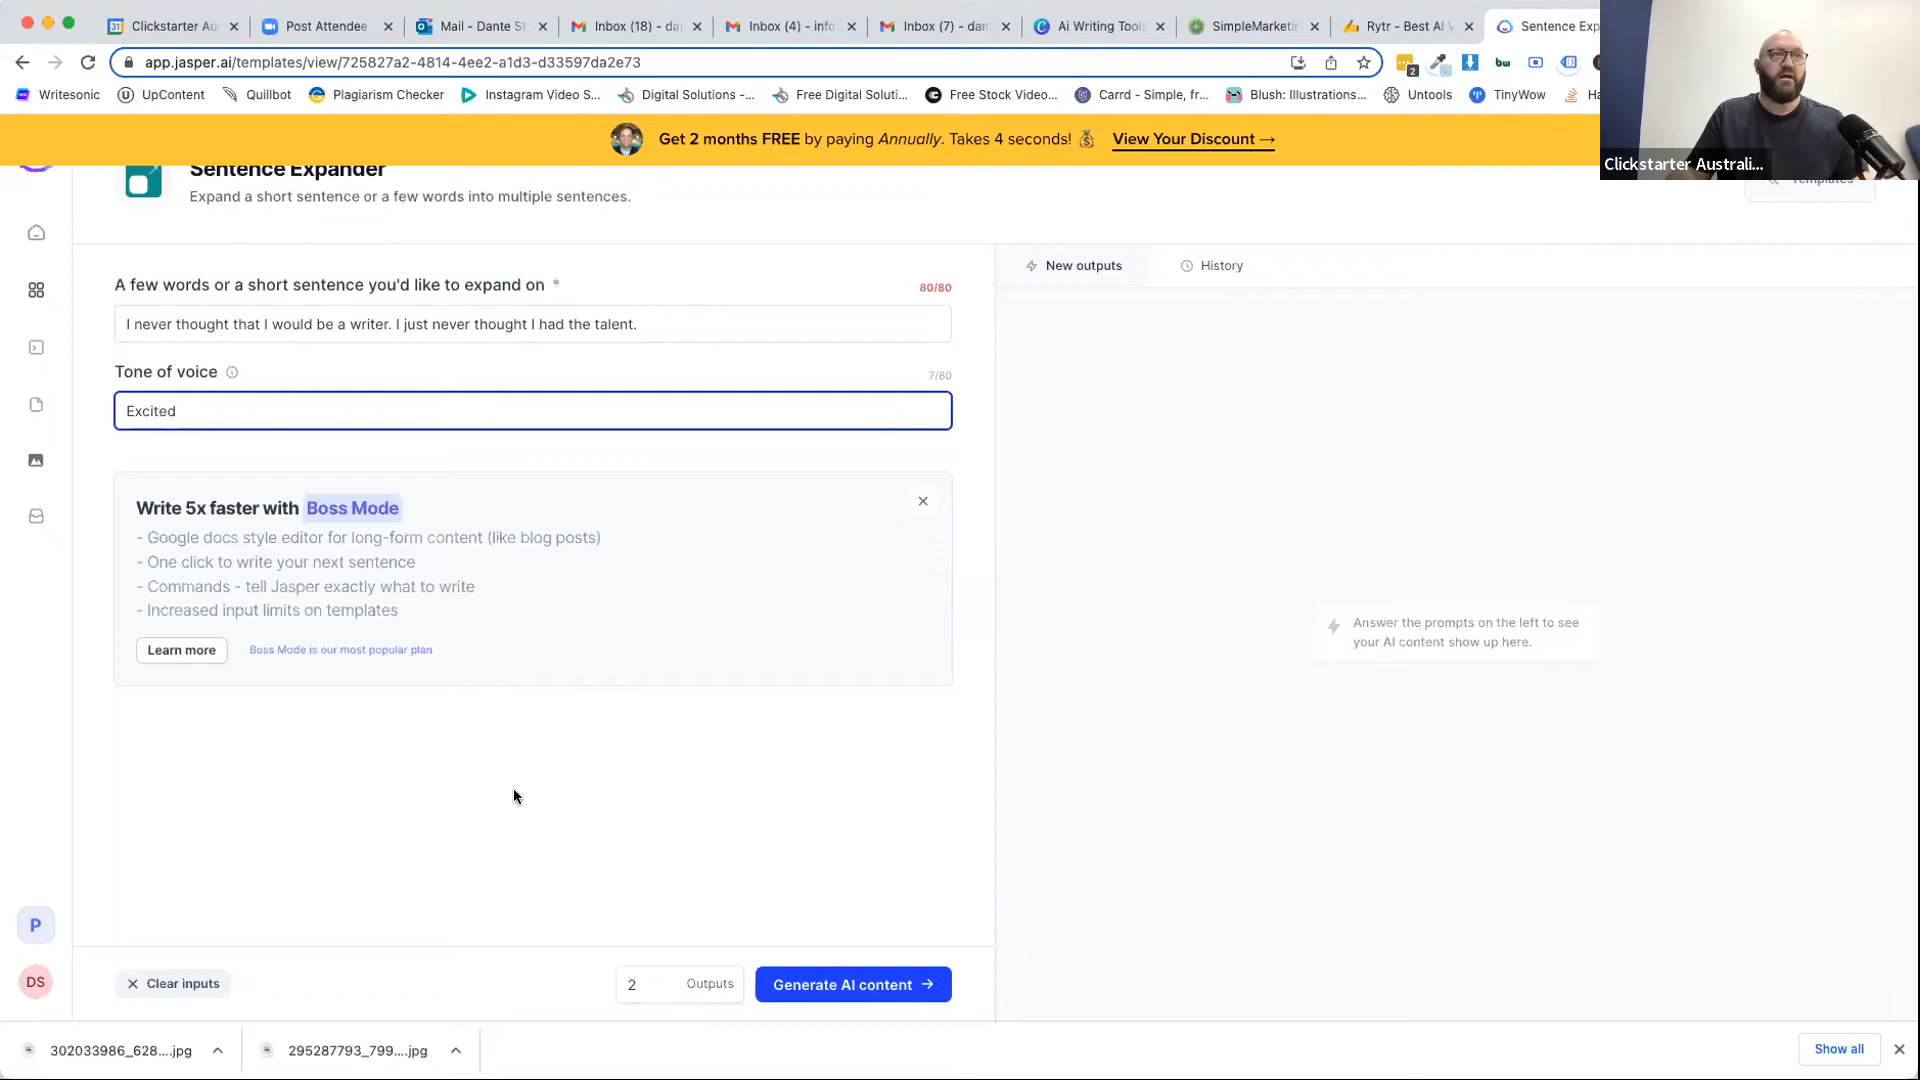 Clickstarter Au
Post Attendee
Mail - Dante St
Inbox (18) - da
Inbox (4) - info
Inbox (7) - dan
Ai Writing Tools
SimpleMarketin
Rytr - Best AI
Sentence Exp
app.jasper.ai/templates/view/725827a2-4814-4ee2-a1d3-d33597da2e73
2
bw
Writesonic
UpContent
Quillbot
Plagiarism Checker
Instagram Video S...
Digital Solutions -...
Free Digital Soluti...
Free Stock Video...
Carrd - Simple, fr...
Blush: Illustrations...
Untools
TinyWow
Get 2 months FREE by paying Annually. Takes 4 seconds! 💰 View Your Discount →
Clickstarter Australi...
Sentence Expander
Expand a short sentence or a few words into multiple sentences.
Templates
A few words or a short sentence you'd like to expand on *
80/80
I never thought that I would be a writer. I just never thought I had the talent.
Tone of voice
7/80
Excited
Write 5x faster with Boss Mode
- Google docs style editor for long-form content (like blog posts)
- One click to write your next sentence
- Commands - tell Jasper exactly what to write
- Increased input limits on templates
Learn more
Boss Mode is our most popular plan
New outputs
History
Answer the prompts on the left to see
your AI content show up here.
P
DS
Clear inputs
2 Outputs
Generate AI content →
302033986_628....jpg
295287793_799....jpg
Show all